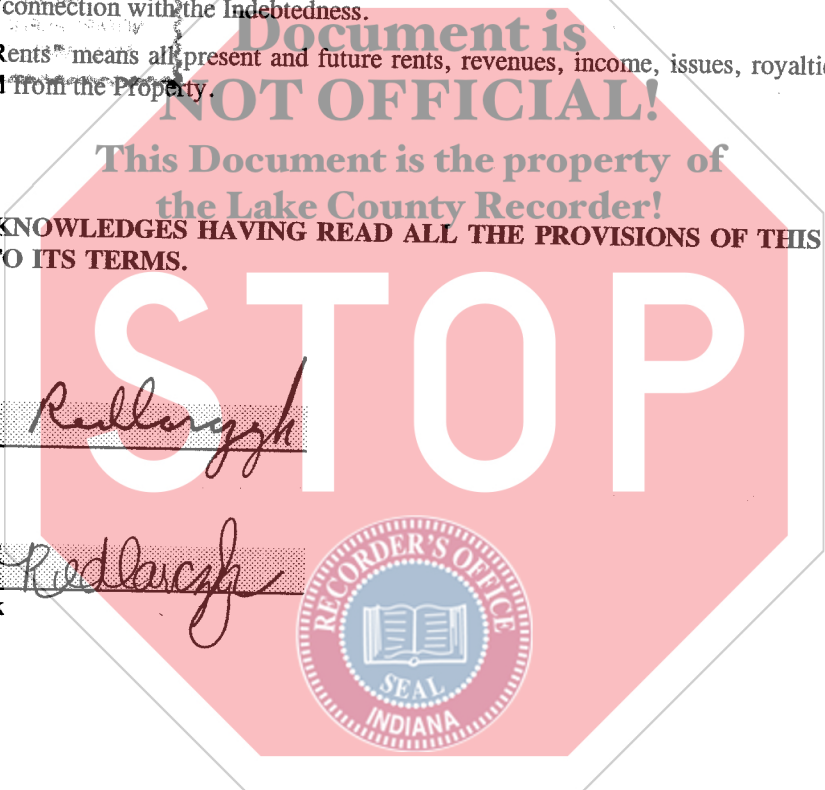 connection with the Indebtedness.
Document is
Rents" means all present and future rents, revenues, income, issues, royalti
from the Property.
NOT OFFICIAL!
This Document is the property of
the Lake County Recorder!
KNOWLEDGES HAVING READ ALL THE PROVISIONS OF THIS
O ITS TERMS.
STOP
Redlarczyk
Redlarczyk
RECORDER'S OFFICE
SEAL
INDIANA